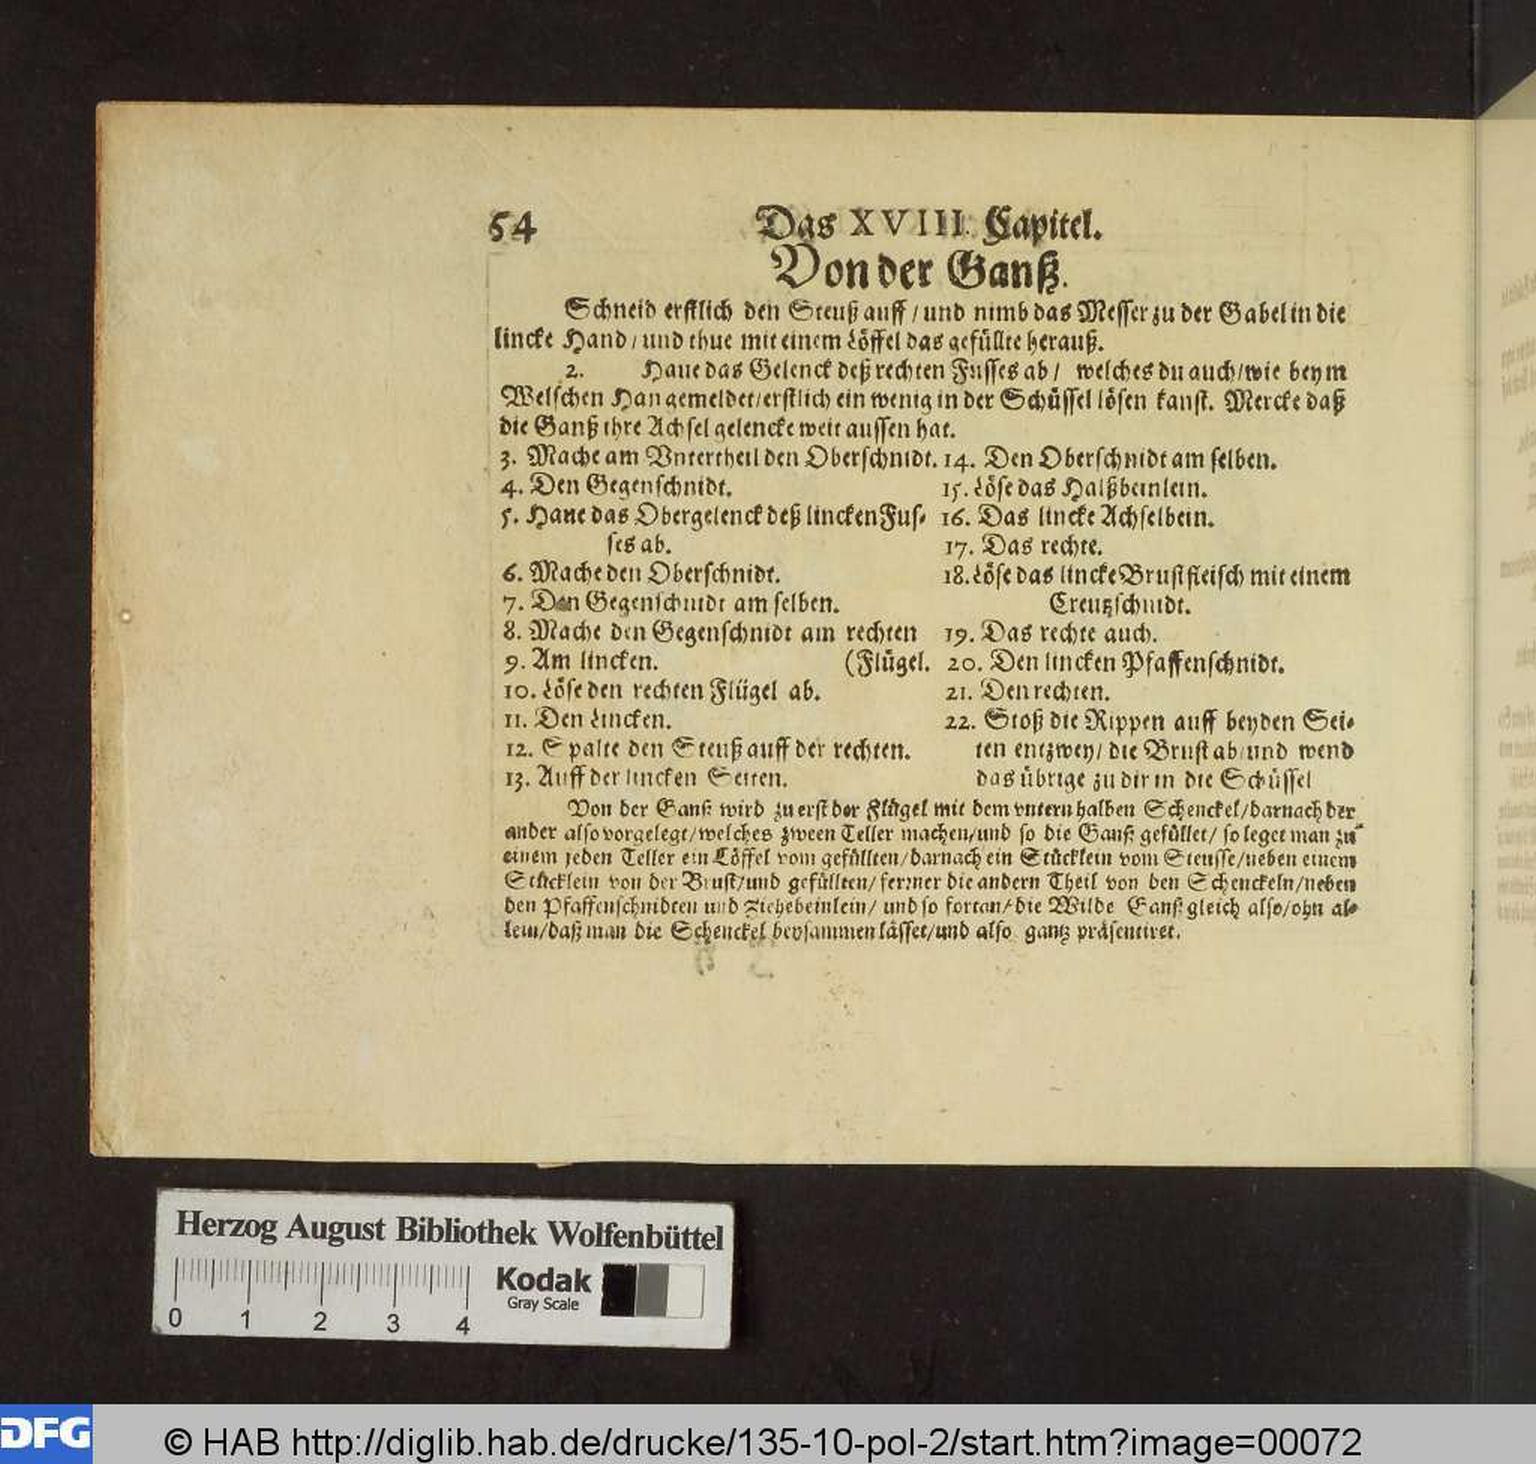 54
Das XVIII. Capitel.
Von der Ganß.
Schneid erstlich den Steuß auff / und nimb das Messer zu der Gabel in die
lincke Hand / und thue mit einem Löffel das gefüllte herauß.
2. Haue das Gelenck deß rechten Fusses ab / welches du auch / wie beym
Welschen Han gemeldet / erstlich ein wenig in der Schüssel lösen kanst. Mercke daß
die Ganß ihre Achsel gelencke weit aussen hat.
3. Mache am Untertheil den Oberschnidt.
4. Den Gegenschnidt.
5. Haue das Obergelenck deß lincken Fus-
ses ab.
6. Mache den Oberschnidt.
7. Den Gegenschnidt am selben.
8. Mache den Gegenschnidt am rechten
9. Am lincken. (Flügel.
10. Löse den rechten Flügel ab.
11. Den Lincken.
12. Spalte den Steuß auff der rechten.
13. Auff der lincken Seiten.
14. Den Oberschnidt am selben.
15. Löse das Halßbeinlein.
16. Das lincke Achselbein.
17. Das rechte.
18. Löse das lincke Brustfleisch mit einem
Creutzschnidt.
19. Das rechte auch.
20. Den lincken Pfaffenschnidt.
21. Den rechten.
22. Stoß die Rippen auff beyden Sei-
ten entzwey / die Brust ab / und wend
das übrige zu dir in die Schüssel
Von der Ganß wird zu erst der Flügel mit dem untern halben Schenckel / darnach der
ander also vorgelegt / welches zween Teller machen / und so die Ganß gefüllet / so leget man zu
einem jeden Teller ein Löffel vom gefüllten / darnach ein Stücklein vom Steusse / neben einem
Stücklein von der Brust / und gefüllten / ferrner die andern Theil von den Schenckeln / neben
den Pfaffenschnidten und Ziehebeinlein / und so fortan / die Wilde Ganß gleich also / ohn al-
lein / daß man die Schenckel beysammen lässet / und also gantz präsentiret.
Herzog August Bibliothek Wolfenbüttel
Kodak
Gray Scale
0 1 2 3 4
DFG
© HAB http://diglib.hab.de/drucke/135-10-pol-2/start.htm?image=00072